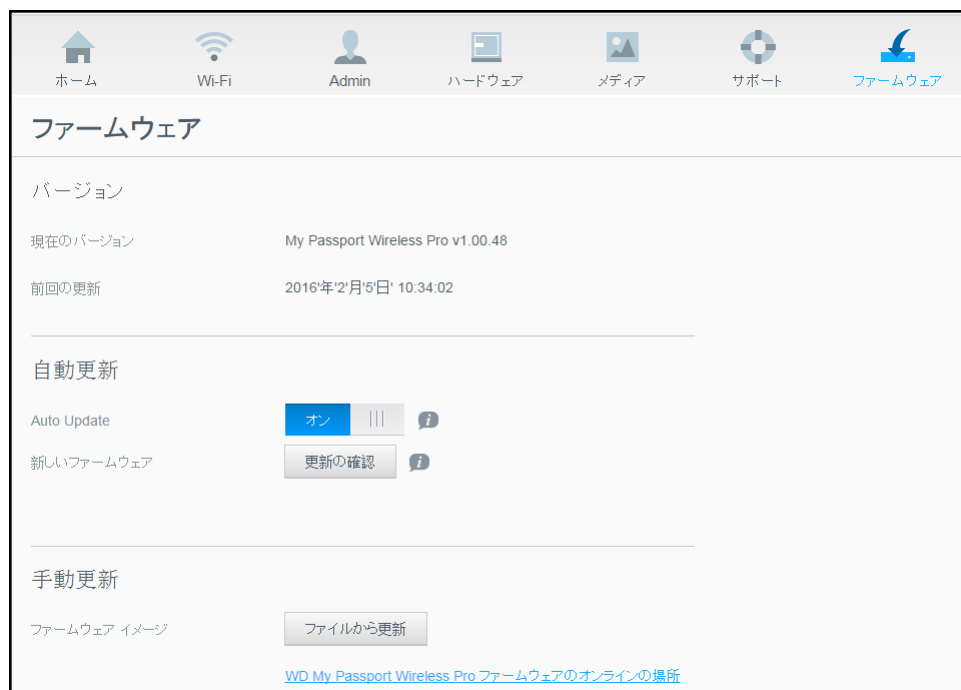 ホーム Wi-Fi Admin ハードウェア メディア サポート ファームウェア
ファームウェア
バージョン
現在のバージョン My Passport Wireless Pro v1.00.48
前回の更新 2016'年'2'月'5'日' 10:34:02
自動更新
Auto Update オン
新しいファームウェア 更新の確認
手動更新
ファームウェア イメージ ファイルから更新
WD My Passport Wireless Pro ファームウェアのオンラインの場所